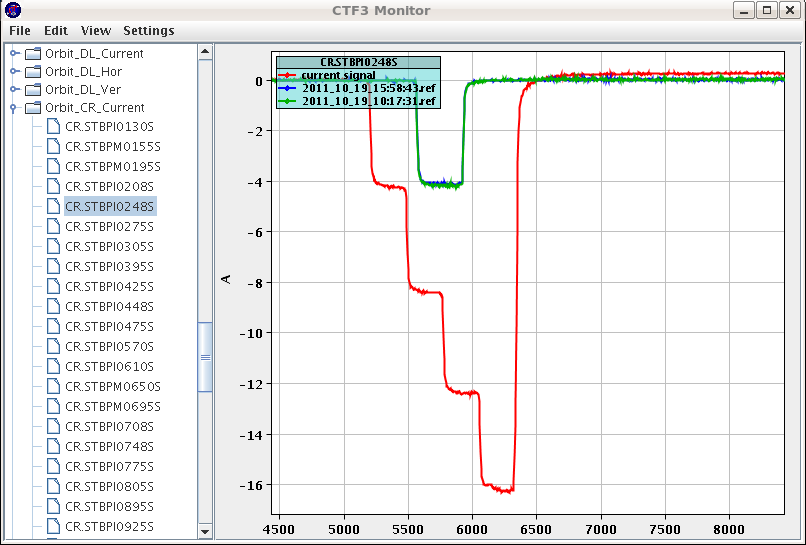 CTF3 Monitor
File Edit View Settings
Orbit_DL_Current
Orbit_DL_Hor
Orbit_DL_Ver
Orbit_CR_Current
CR.STBPI0130S
CR.STBPM0155S
CR.STBPM0195S
CR.STBPI0208S
CR.STBPI0248S
CR.STBPI0275S
CR.STBPI0305S
CR.STBPI0395S
CR.STBPI0425S
CR.STBPI0448S
CR.STBPI0475S
CR.STBPI0570S
CR.STBPI0610S
CR.STBPM0650S
CR.STBPM0695S
CR.STBPI0708S
CR.STBPI0748S
CR.STBPI0775S
CR.STBPI0805S
CR.STBPI0895S
CR.STBPI0925S
CR.STBPI0248S
current signal
2011_10_19_15:58:43.ref
2011_10_19_10:17:31.ref
A
0
-2
-4
-6
-8
-10
-12
-14
-16
4500 5000 5500 6000 6500 7000 7500 8000